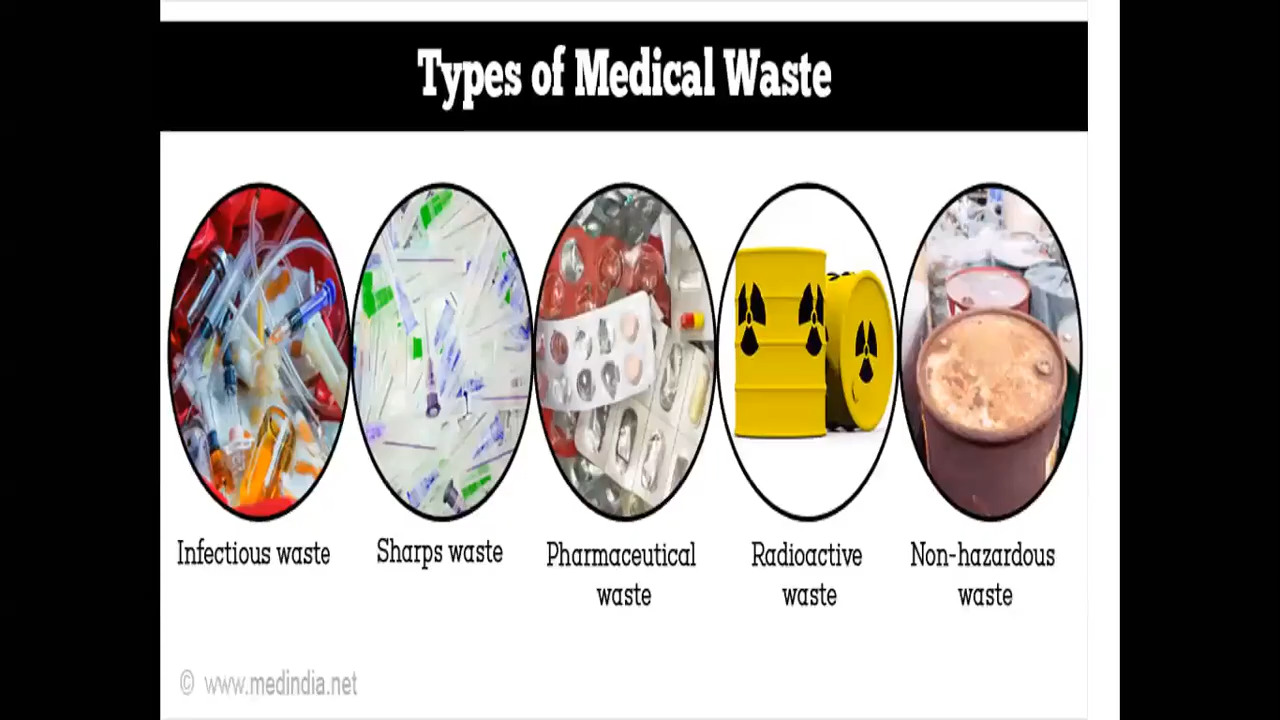 Types of Medical Waste
Infectious waste
Sharps waste
Pharmaceutical
waste
Radioactive
waste
Non-hazardous
waste
© www.medindia.net